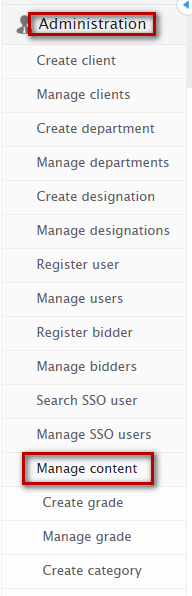 Administration
Create client
Manage clients
Create department
Manage departments
Create designation
Manage designations
Register user
Manage users
Register bidder
Manage bidders
Search SSO user
Manage SSO users
Manage content
Create grade
Manage grade
Create category